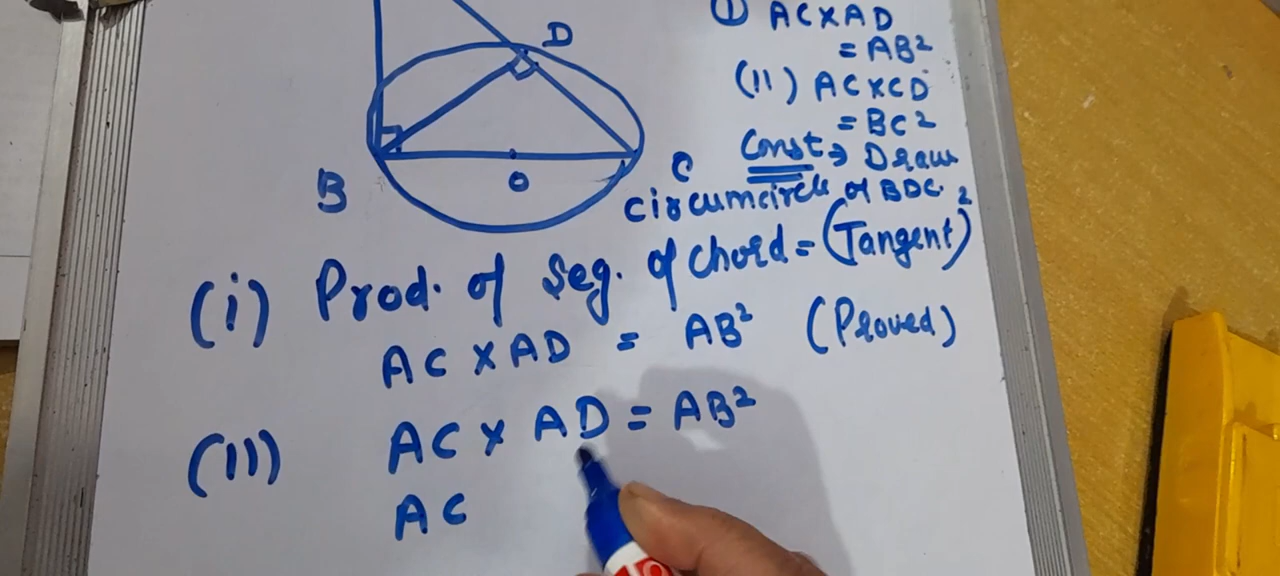 (I) AC×AD
= AB²
(II) AC×CD
= BC²
Const → Draw
circumcircle of BDC.
D
B
O
C
(i) Prod. of Seg. of chord = (Tangent)²
AC × AD = AB² (Proved)
(II) AC × AD = AB²
AC